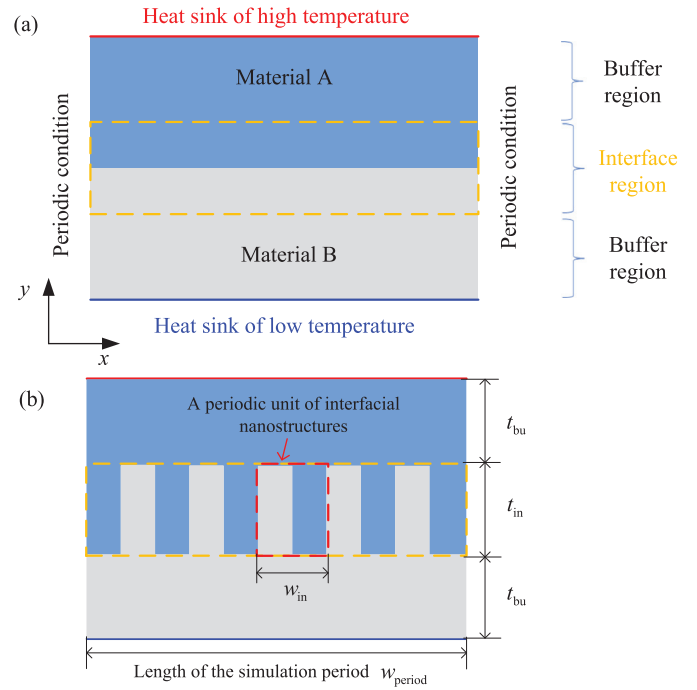 (a)
Heat sink of high temperature
Periodic condition
Material A
Material B
Periodic condition
Buffer
region
Interface
region
Buffer
region
y
x
Heat sink of low temperature
(b)
A periodic unit of interfacial
nanostructures
t_bu
t_in
t_bu
w_in
Length of the simulation period w_period